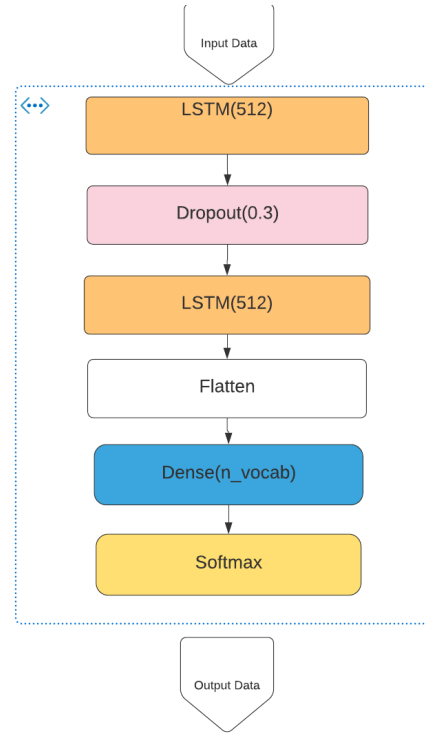 Input Data
LSTM(512)
Dropout(0.3)
LSTM(512)
Flatten
Dense(n_vocab)
Softmax
Output Data